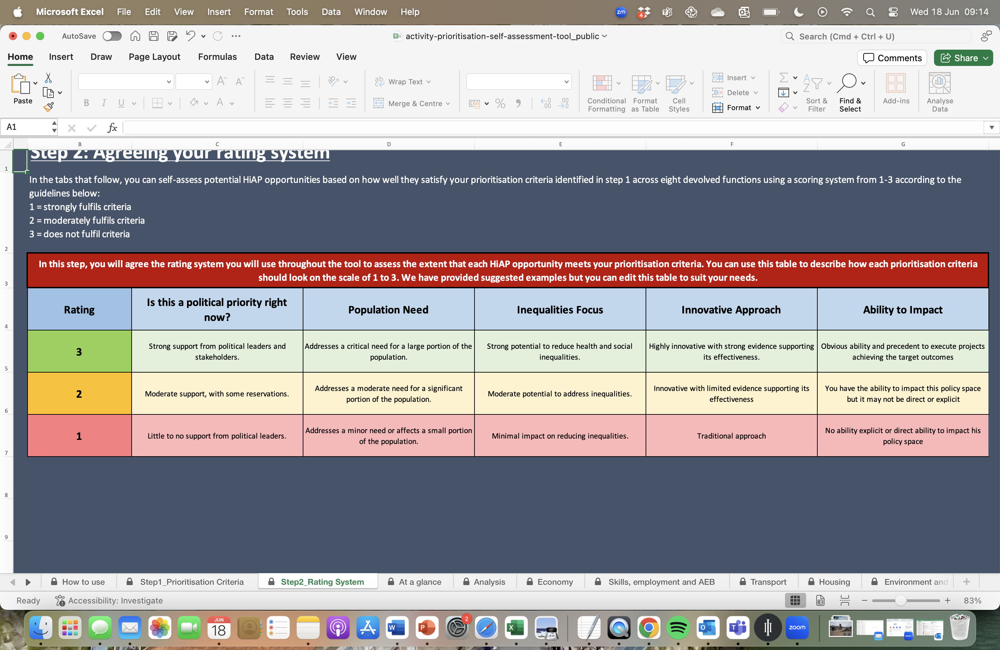 Microsoft Excel File Edit View Insert Format Tools Data Window Help
zm 4 Wed 18 Jun 09:14
AutoSave
activity-prioritisation-self-assessment-tool_public
Search (Cmd + Ctrl + U)
Home Insert Draw Page Layout Formulas Data Review View
Comments Share
Paste
Wrap Text
Merge & Centre
Conditional Formatting
Format as Table
Cell Styles
Insert
Delete
Format
Sort & Filter
Find & Select
Add-ins
Analyse Data
A1
fx
B C D E F G
1
Step 2: Agreeing your rating system
In the tabs that follow, you can self-assess potential HiAP opportunities based on how well they satisfy your prioritisation criteria identified in step 1 across eight devolved functions using a scoring system from 1-3 according to the
guidelines below:
1 = strongly fulfils criteria
2 = moderately fulfils criteria
3 = does not fulfil criteria
2
In this step, you will agree the rating system you will use throughout the tool to assess the extent that each HiAP opportunity meets your prioritisation criteria. You can use this table to describe how each prioritisation criteria
should look on the scale of 1 to 3. We have provided suggested examples but you can edit this table to suit your needs.
3
Rating
Is this a political priority right
now?
Population Need
Inequalities Focus
Innovative Approach
Ability to Impact
4
3
Strong support from political leaders and
stakeholders.
Addresses a critical need for a large portion of the
population.
Strong potential to reduce health and social
inequalities.
Highly innovative with strong evidence supporting
its effectiveness.
Obvious ability and precedent to execute projects
achieving the target outcomes
5
2
Moderate support, with some reservations.
Addresses a moderate need for a significant
portion of the population.
Moderate potential to address inequalities.
Innovative with limited evidence supporting its
effectiveness
You have the ability to impact this policy space
but it may not be direct or explicit
6
1
Little to no support from political leaders.
Addresses a minor need or affects a small portion
of the population.
Minimal impact on reducing inequalities.
Traditional approach
No ability explicit or direct ability to impact his
policy space
7
8
9
How to use Step1_Prioritisation Criteria Step2_Rating System At a glance Analysis Economy Skills, employment and AEB Transport Housing Environment and
Ready Accessibility: Investigate 83%
JUN
18
2
zoom